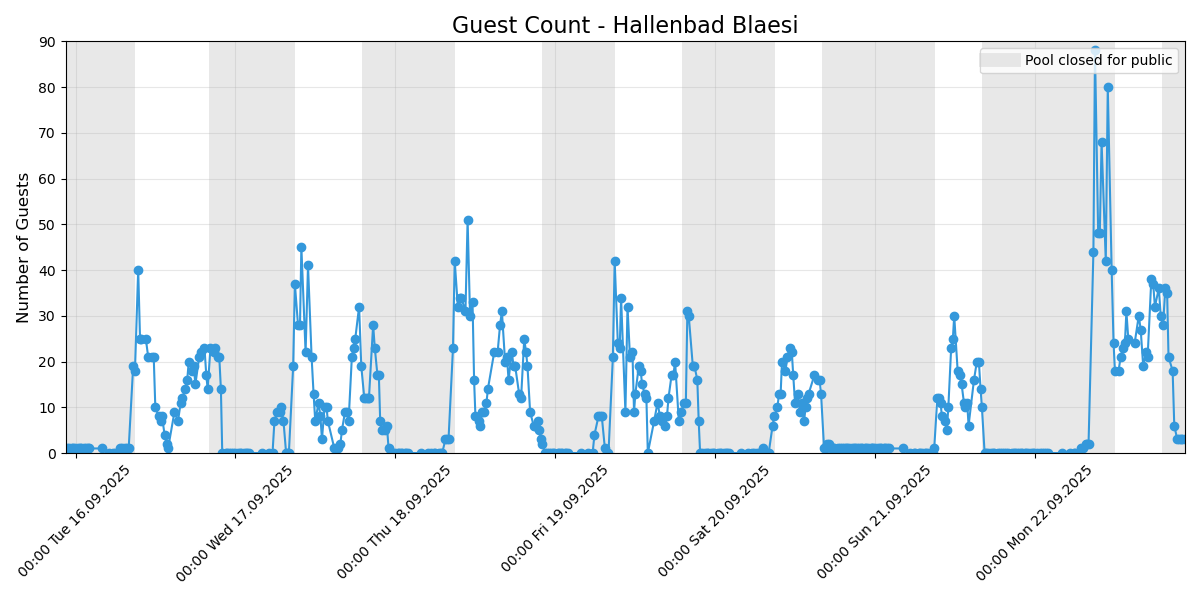 Guest Count - Hallenbad Blaesi
Pool closed for public
Number of Guests
90
80
70
60
50
40
30
20
10
0
00:00 Tue 16.09.2025
00:00 Wed 17.09.2025
00:00 Thu 18.09.2025
00:00 Fri 19.09.2025
00:00 Sat 20.09.2025
00:00 Sun 21.09.2025
00:00 Mon 22.09.2025